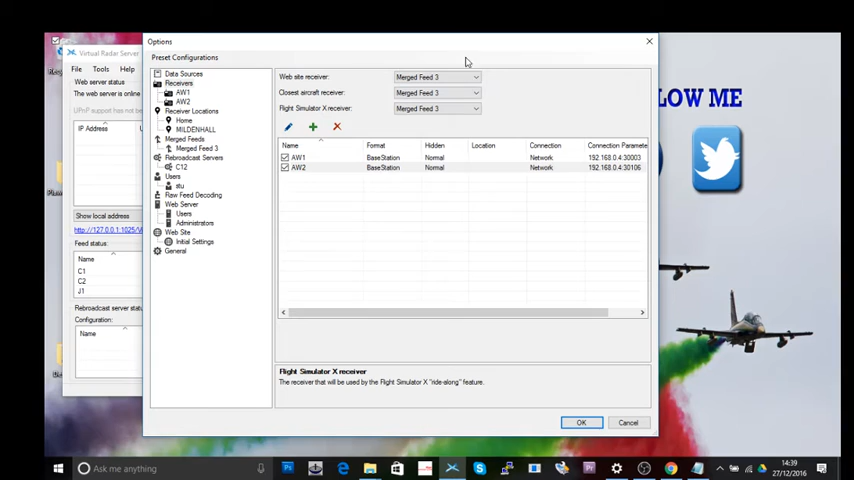 Virtual Radar Server
File Tools Help
Web server status
The web server is online
UPnP support has not be
IP Address
Show local address
http://127.0.0.1:1025/V
Feed status:
Name
C1
C2
J1
Rebroadcast server statu
Configuration:
Name
Options
Preset Configurations
Data Sources
Receivers
AW1
AW2
Receiver Locations
Home
MILDENHALL
Merged Feeds
Merged Feed 3
Rebroadcast Servers
C12
Users
stu
Raw Feed Decoding
Web Server
Users
Administrators
Web Site
Initial Settings
General
Web site receiver: Merged Feed 3
Closest aircraft receiver: Merged Feed 3
Flight Simulator X receiver: Merged Feed 3
Name Format Hidden Location Connection Connection Paramete
AW1 BaseStation Normal Network 192.168.0.4:30003
AW2 BaseStation Normal Network 192.168.0.4:30106
Flight Simulator X receiver
The receiver that will be used by the Flight Simulator X "ride-along" feature.
OK Cancel
LOW ME
Ask me anything
14:39
27/12/2016